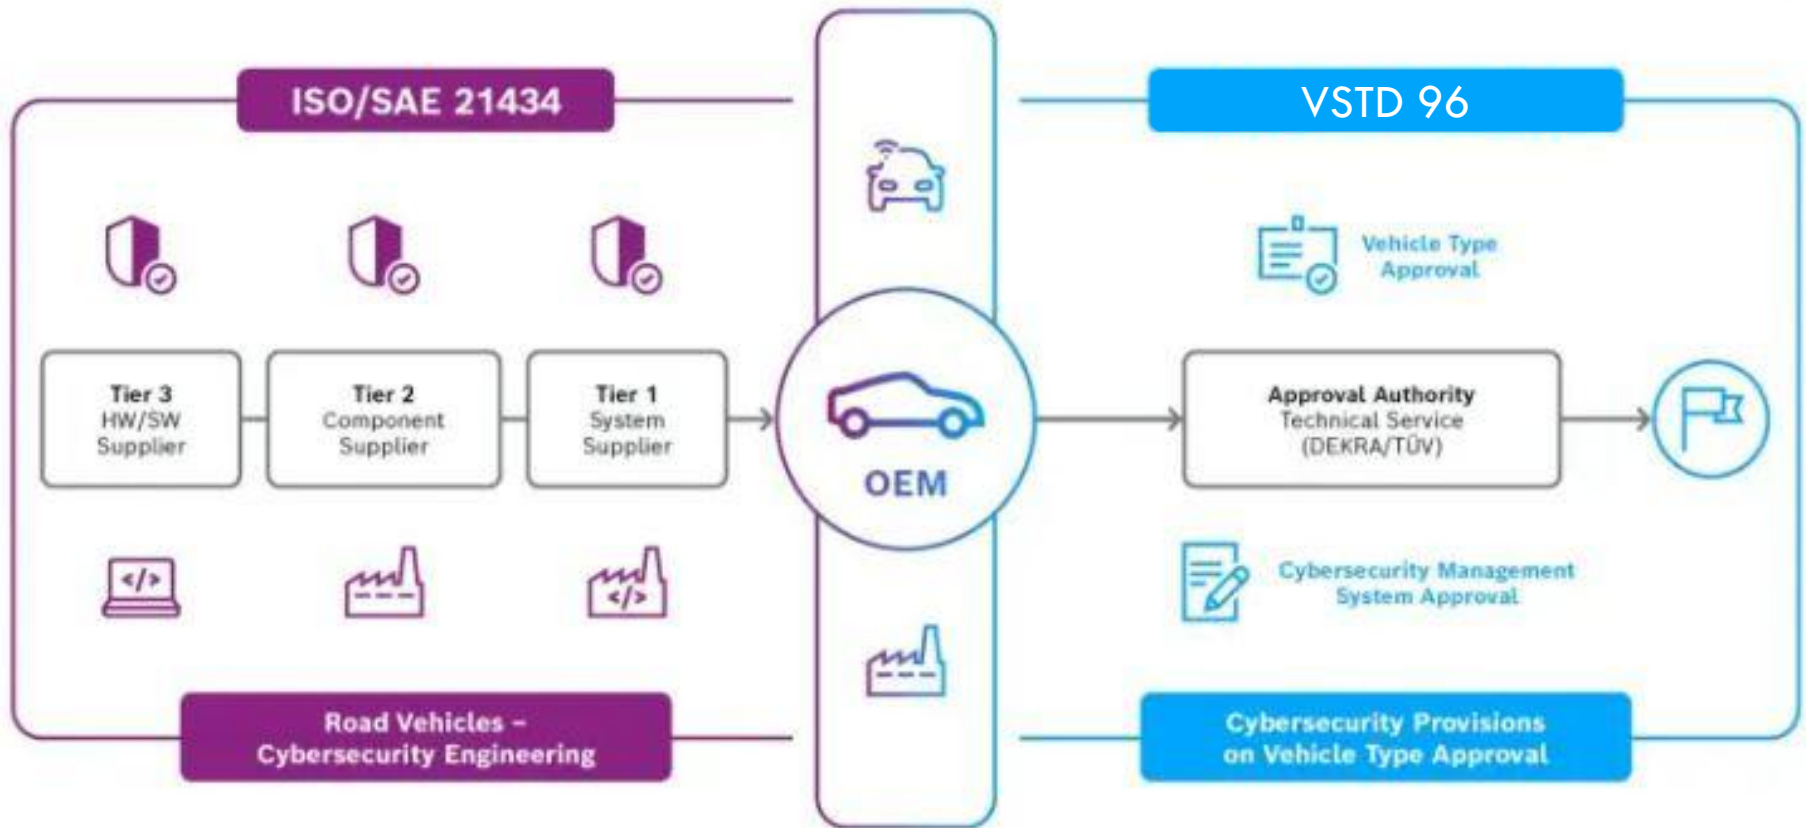 ISO/SAE 21434
VSTD 96
Vehicle Type
Approval
Tier 3
HW/SW
Supplier
Tier 2
Component
Supplier
Tier 1
System
Supplier
</>
</>
OEM
Approval Authority
Technical Service
(DEKRA/TÜV)
Cybersecurity Management
System Approval
Road Vehicles –
Cybersecurity Engineering
Cybersecurity Provisions
on Vehicle Type Approval